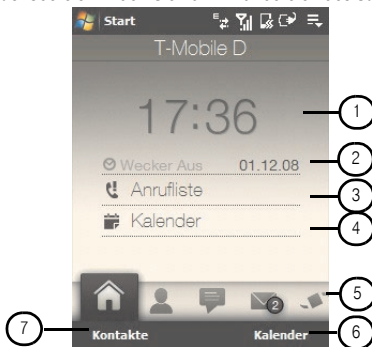 Start
T-Mobile D
17:36
1
Wecker Aus 01.12.08
2
Anrufliste
3
Kalender
4
2
5
7
Kontakte Kalender
6